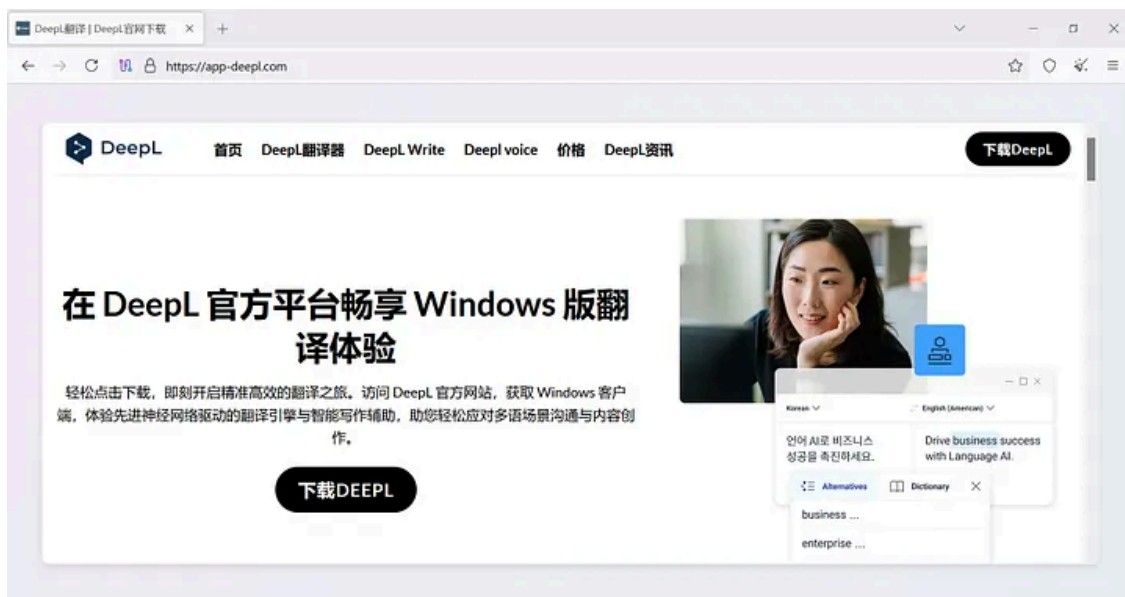 DeepL翻译 | DeepL官网下载
https://app-deepl.com
DeepL
首页 DeepL翻译器 DeepL Write Deepl voice 价格 DeepL资讯
下载DeepL
在 DeepL 官方平台畅享 Windows 版翻
译体验
轻松点击下载，即刻开启精准高效的翻译之旅。访问 DeepL 官方网站，获取 Windows 客户
端，体验先进神经网络驱动的翻译引擎与智能写作辅助，助您轻松应对多语场景沟通与内容创
作。
下载DEEPL
Korean
English (American)
언어 AI로 비즈니스
성공을 촉진하세요.
Drive business success
with Language AI.
Alternatives
Dictionary
business ...
enterprise ...